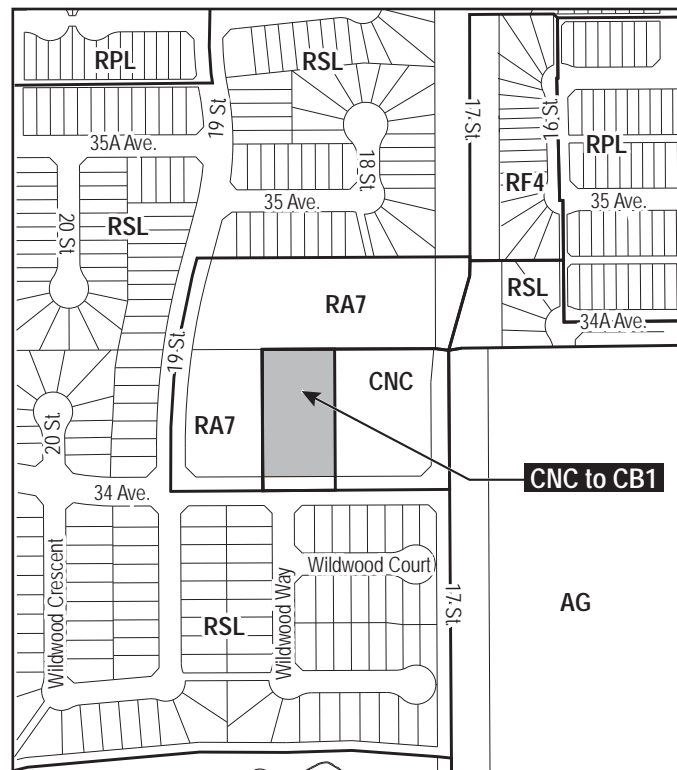 RPL
RSL
19 St.
17 St.
16 St.
35A Ave.
18 St.
RPL
RF4
20 St.
RSL
35 Ave.
35 Ave.
RSL
RA7
34A Ave.
19 St.
CNC
RA7
20 St.
34 Ave.
CNC to CB1
Wildwood Crescent
Wildwood Court
Wildwood Way
17 St.
AG
RSL